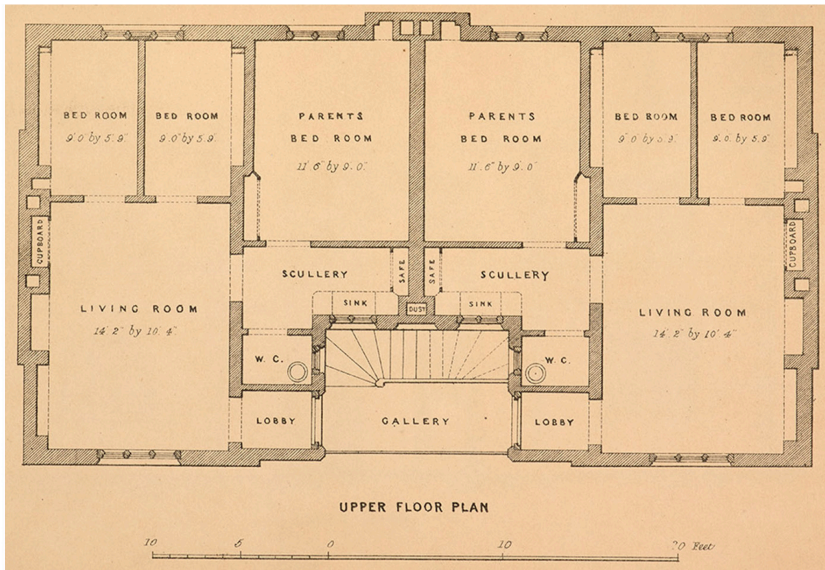 BED ROOM
9' 0" by 5' 9"
BED ROOM
9' 0" by 5' 9"
PARENTS
BED ROOM
11' 6" by 9' 0"
PARENTS
BED ROOM
11' 6" by 9' 0"
BED ROOM
9' 0" by 5' 9"
BED ROOM
9' 0" by 5' 9"
CUPBOARD
SCULLERY
SAFE
SAFE
SCULLERY
CUPBOARD
SINK
DUST
SINK
LIVING ROOM
14' 2" by 10' 4"
LIVING ROOM
14' 2" by 10' 4"
W. C.
W. C.
LOBBY
GALLERY
LOBBY
UPPER FLOOR PLAN
10 5 0 10 20 Feet